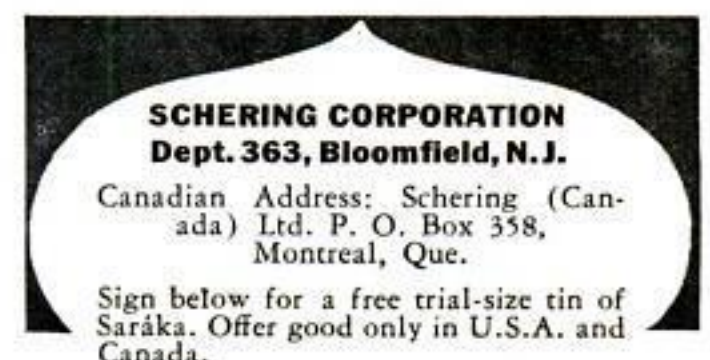 SCHERING CORPORATION
Dept. 363, Bloomfield, N.J.
Canadian Address: Schering (Can-
ada) Ltd. P. O. Box 358,
Montreal, Que.
Sign below for a free trial-size tin of
Saráka. Offer good only in U.S.A. and
Canada.